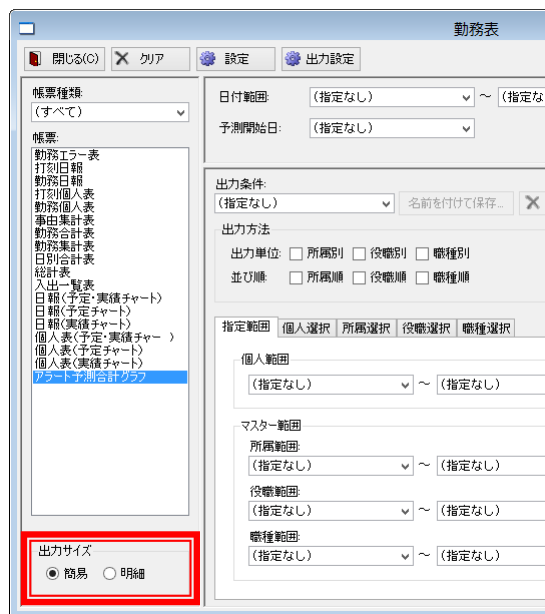 勤務表
閉じる(C) クリア 設定 出力設定
帳票種類:
(すべて)
帳票:
勤務エラー表
打刻日報
勤務日報
打刻個人表
勤務個人表
事由集計表
勤務合計表
勤務集計表
日別合計表
総計表
入出一覧表
日報(予定・実績チャート)
日報(予定チャート)
日報(実績チャート)
個人表(予定・実績チャー )
個人表(予定チャート)
個人表(実績チャート)
アラート予測合計グラフ
出力サイズ
簡易 明細
日付範囲: (指定なし) ～ (指定な
予測開始日: (指定なし)
出力条件:
(指定なし) 名前を付けて保存...
出力方法
出力単位: 所属別 役職別 職種別
並び順: 所属順 役職順 職種順
指定範囲 個人選択 所属選択 役職選択 職種選択
個人範囲
(指定なし) ～ (指定なし)
マスター範囲
所属範囲:
(指定なし) ～ (指定なし)
役職範囲:
(指定なし) ～ (指定なし)
職種範囲:
(指定なし) ～ (指定なし)